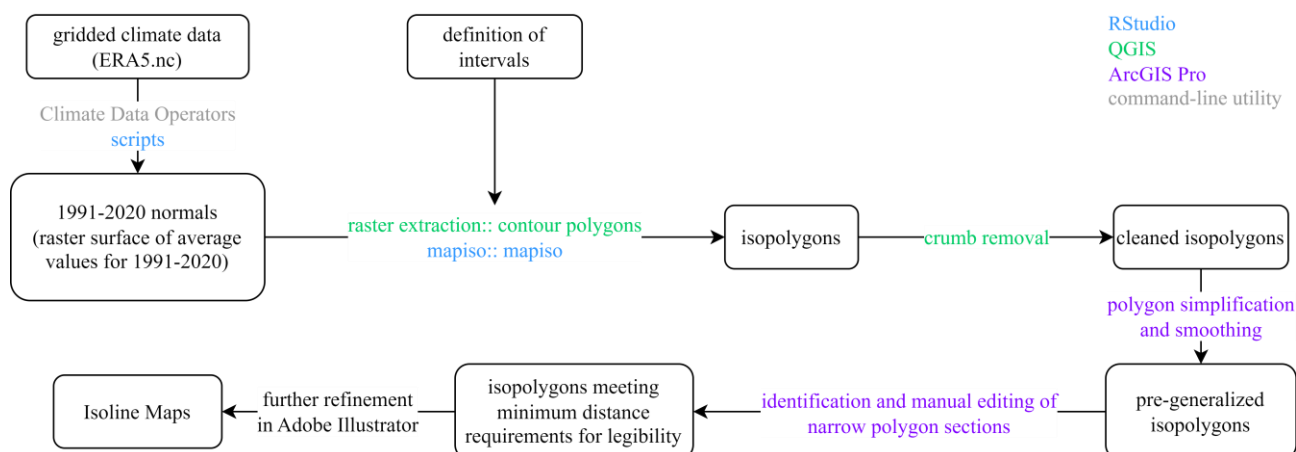 gridded climate data
(ERA5.nc)
definition of
intervals
RStudio
QGIS
ArcGIS Pro
command-line utility
Climate Data Operators
scripts
1991-2020 normals
(raster surface of average
values for 1991-2020)
raster extraction:: contour polygons
mapiso:: mapiso
isopolygons
crumb removal
cleaned isopolygons
polygon simplification
and smoothing
pre-generalized
isopolygons
identification and manual editing of
narrow polygon sections
isopolygons meeting
minimum distance
requirements for legibility
further refinement
in Adobe Illustrator
Isoline Maps